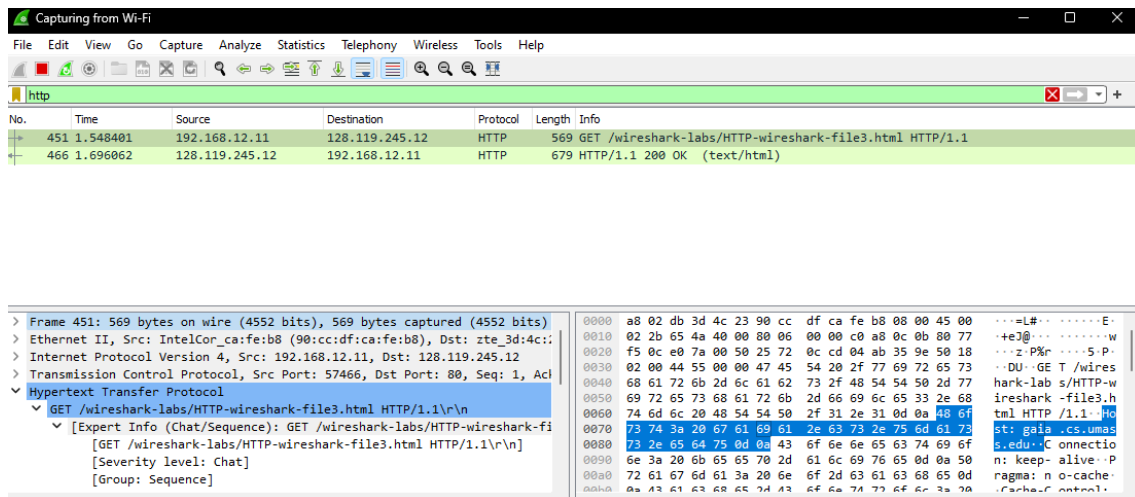 Capturing from Wi-Fi
File Edit View Go Capture Analyze Statistics Telephony Wireless Tools Help
http
No. Time Source Destination Protocol Length Info
451 1.548401 192.168.12.11 128.119.245.12 HTTP 569 GET /wireshark-labs/HTTP-wireshark-file3.html HTTP/1.1
466 1.696062 128.119.245.12 192.168.12.11 HTTP 679 HTTP/1.1 200 OK (text/html)
Frame 451: 569 bytes on wire (4552 bits), 569 bytes captured (4552 bits)
Ethernet II, Src: IntelCor_ca:fe:b8 (90:cc:df:ca:fe:b8), Dst: zte_3d:4c:
Internet Protocol Version 4, Src: 192.168.12.11, Dst: 128.119.245.12
Transmission Control Protocol, Src Port: 57466, Dst Port: 80, Seq: 1, Ack
Hypertext Transfer Protocol
GET /wireshark-labs/HTTP-wireshark-file3.html HTTP/1.1\r\n
[Expert Info (Chat/Sequence): GET /wireshark-labs/HTTP-wireshark-fi
[GET /wireshark-labs/HTTP-wireshark-file3.html HTTP/1.1\r\n]
[Severity level: Chat]
[Group: Sequence]
0000 a8 02 db 3d 4c 23 90 cc df ca fe b8 08 00 45 00 ···=L#·· ······E·
0010 02 2b 65 4a 40 00 80 06 00 00 c0 a8 0c 0b 80 77 ·+eJ@··· ·······w
0020 f5 0c e0 7a 00 50 25 72 0c cd 04 ab 35 9e 50 18 ···z·P%r ····5·P·
0030 02 00 44 55 00 00 47 45 54 20 2f 77 69 72 65 73 ··DU··GE T /wires
0040 68 61 72 6b 2d 6c 61 62 73 2f 48 54 54 50 2d 77 hark-lab s/HTTP-w
0050 69 72 65 73 68 61 72 6b 2d 66 69 6c 65 33 2e 68 ireshark -file3.h
0060 74 6d 6c 20 48 54 54 50 2f 31 2e 31 0d 0a 48 6f tml HTTP /1.1··Ho
0070 73 74 3a 20 67 61 69 61 2e 63 73 2e 75 6d 61 73 st: gaia .cs.umas
0080 73 2e 65 64 75 0d 0a 43 6f 6e 6e 65 63 74 69 6f s.edu··C onnectio
0090 6e 3a 20 6b 65 65 70 2d 61 6c 69 76 65 0d 0a 50 n: keep- alive··P
00a0 72 61 67 6d 61 3a 20 6e 6f 2d 63 61 63 68 65 0d ragma: n o-cache·
00b0 0a 43 61 63 68 65 2d 43 6f 6e 74 72 6f 6c 3a 20 ·Cache-C ontrol: